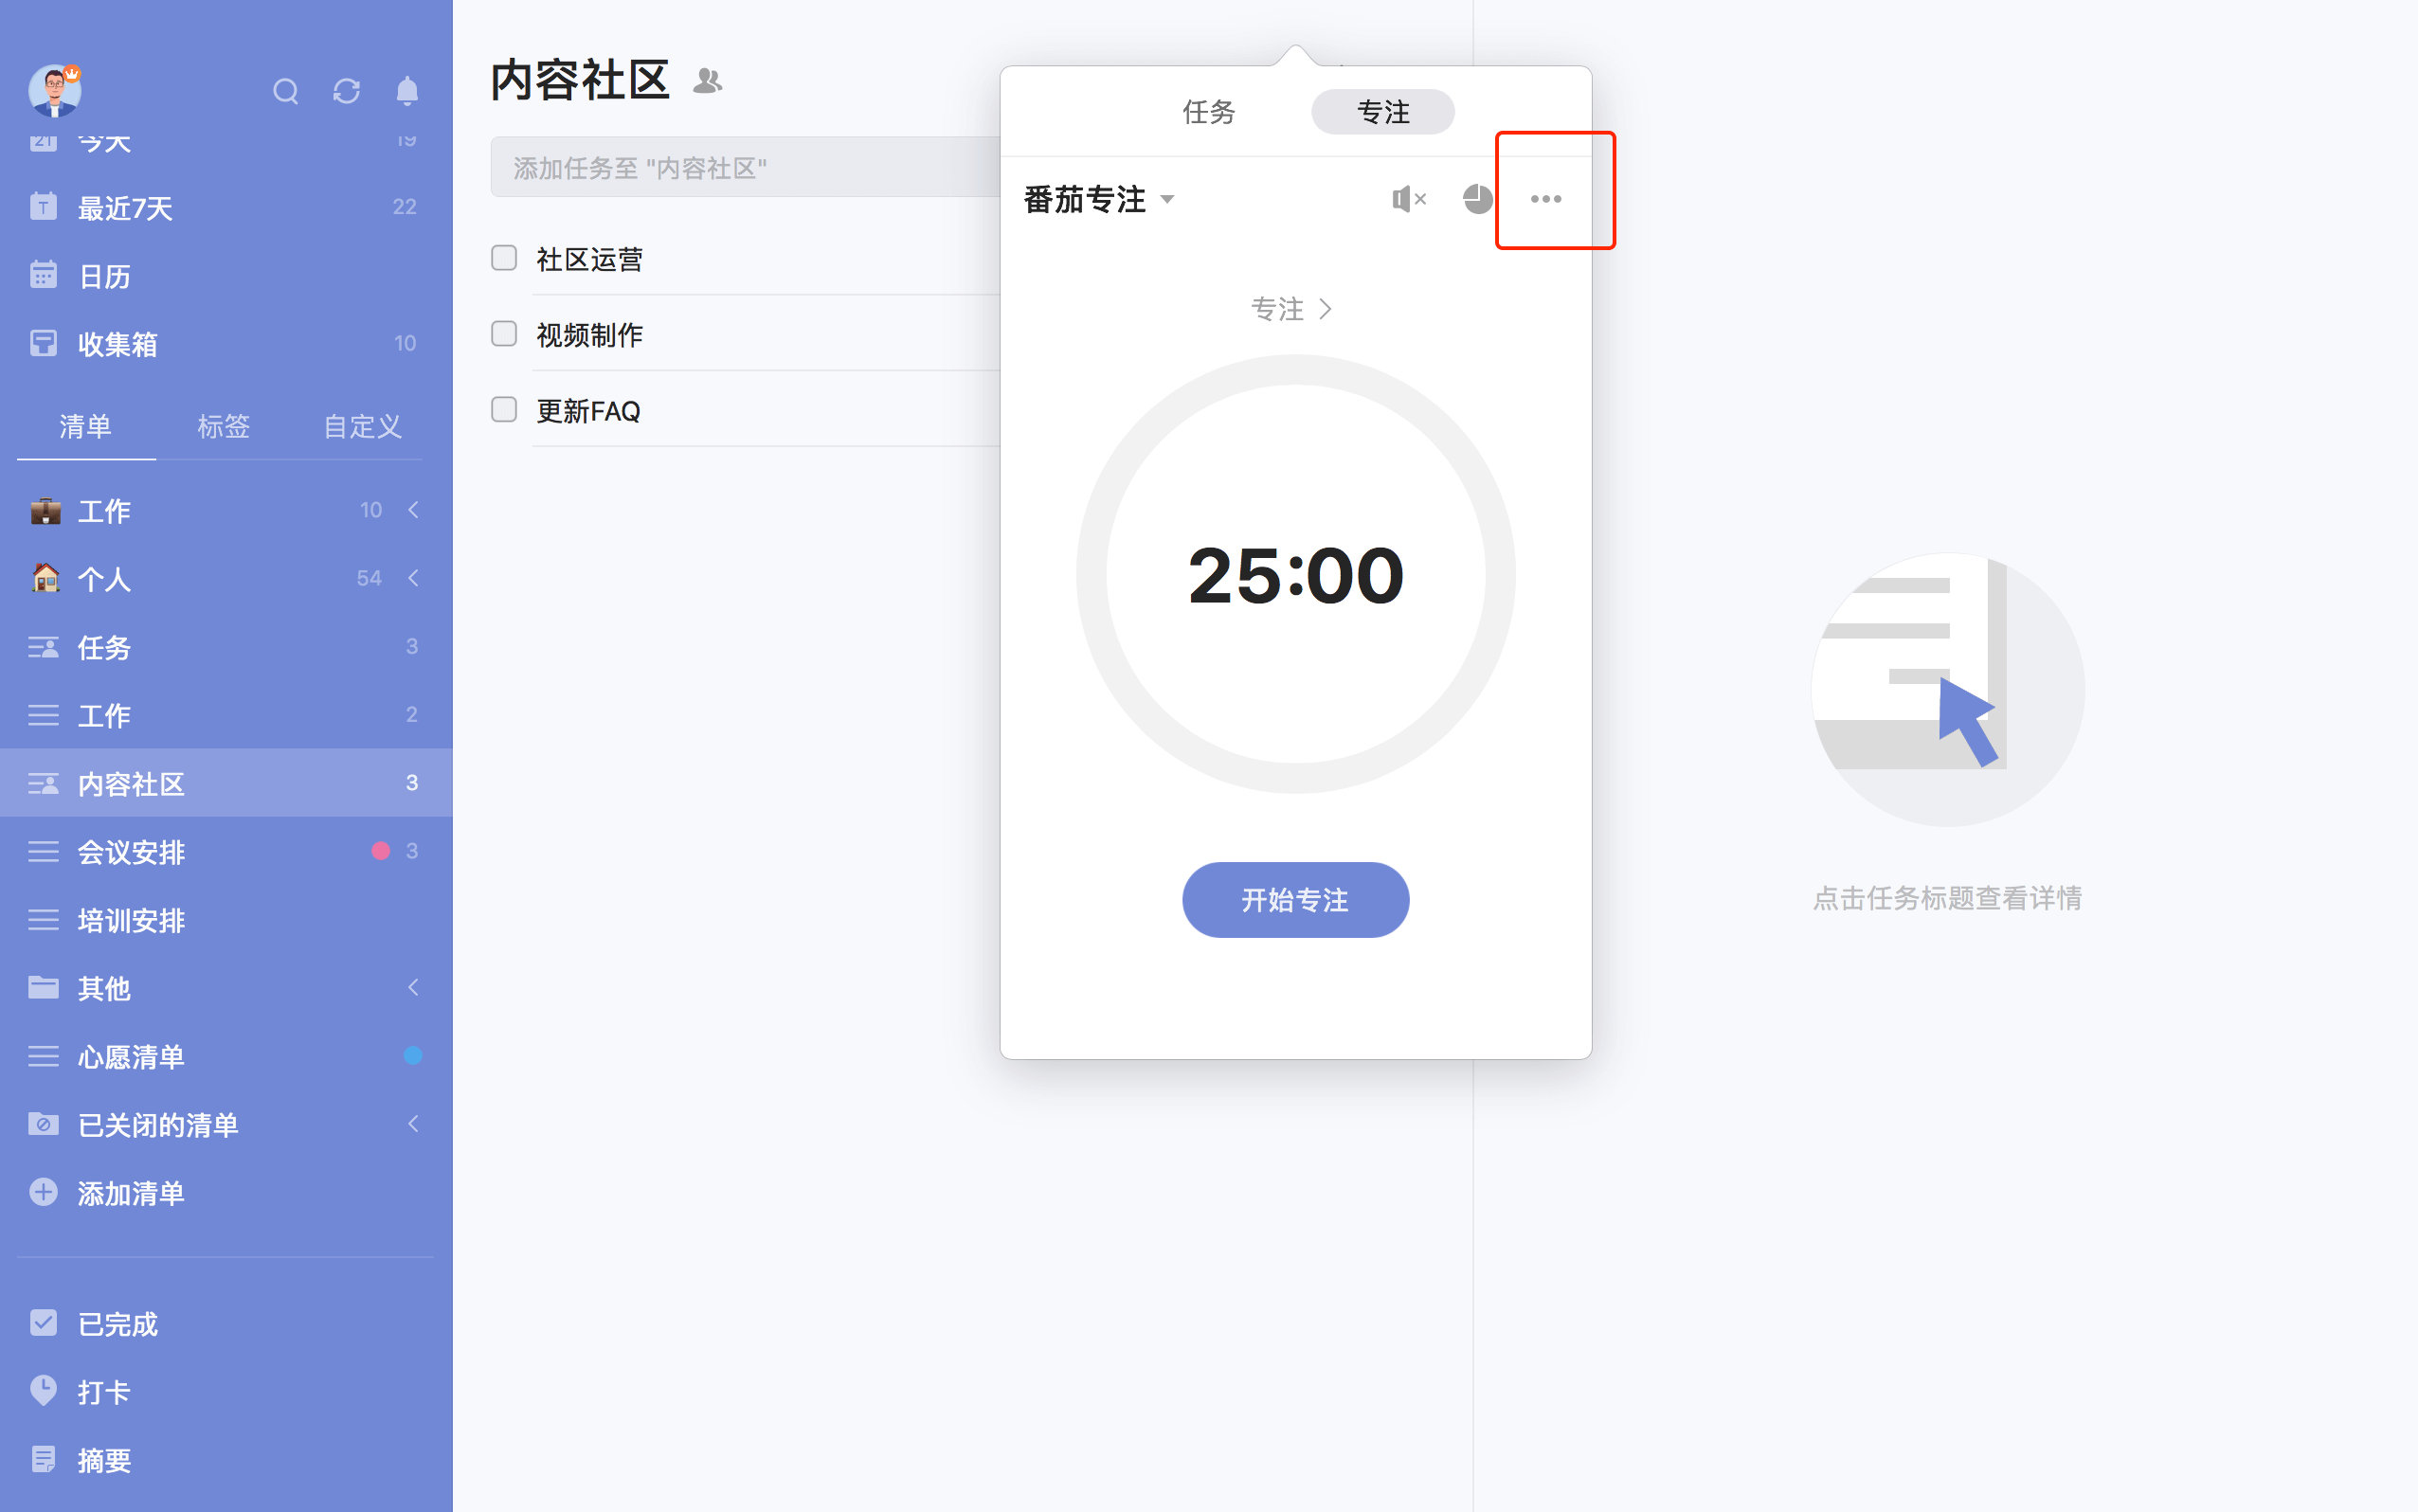 今天 19
最近7天 22
日历
收集箱 10
清单 标签 自定义
工作 10
个人 54
任务 3
工作 2
内容社区 3
会议安排 3
培训安排
其他
心愿清单
已关闭的清单
添加清单
已完成
打卡
摘要
内容社区
添加任务至 "内容社区"
社区运营
视频制作
更新FAQ
任务 专注
番茄专注
专注
25:00
开始专注
点击任务标题查看详情